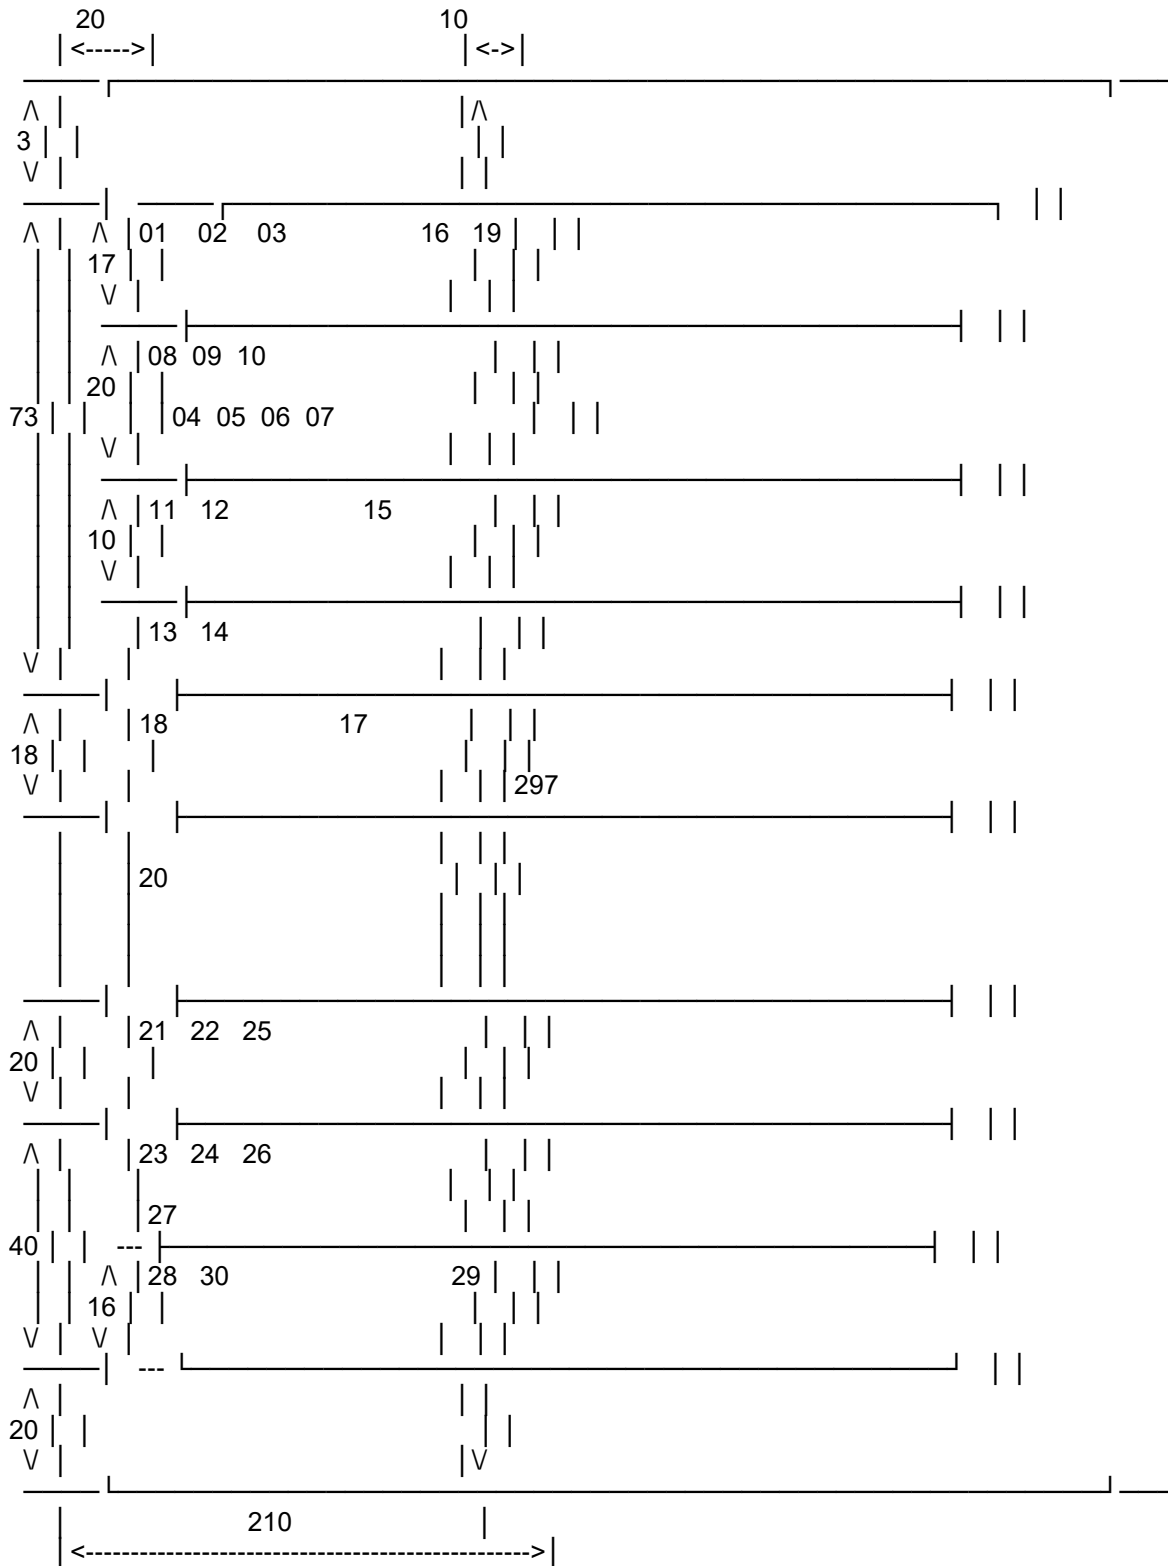 20 10
|<----->| |<->|
/\ | |/\
3 | | | |
\/ | | |
/\ | /\ |01 02 03 16 19 | | |
| | 17 | | | | |
| | \/ | | | |
| | /\ |08 09 10 | | |
| | 20 | | | | |
73 | | | |04 05 06 07 | | |
| | \/ | | | |
| | /\ |11 12 15 | | |
| | 10 | | | | |
| | \/ | | | |
| | |13 14 | | |
\/ | | | | |
/\ | |18 17 | | |
18 | | | | | |
\/ | | | | |297
| | | | |
| |20 | | |
| | | | |
| | | | |
| | | | |
/\ | |21 22 25 | | |
20 | | | | | |
\/ | | | | |
/\ | |23 24 26 | | |
| | | | | |
| | |27 | | |
40 | | --- | | |
| | /\ |28 30 29 | | |
| | 16 | | | | |
\/ | \/ | | | |
--- | |
/\ | | |
20 | | | |
\/ | |\/
| 210 |
|<------------------------------------------------>|